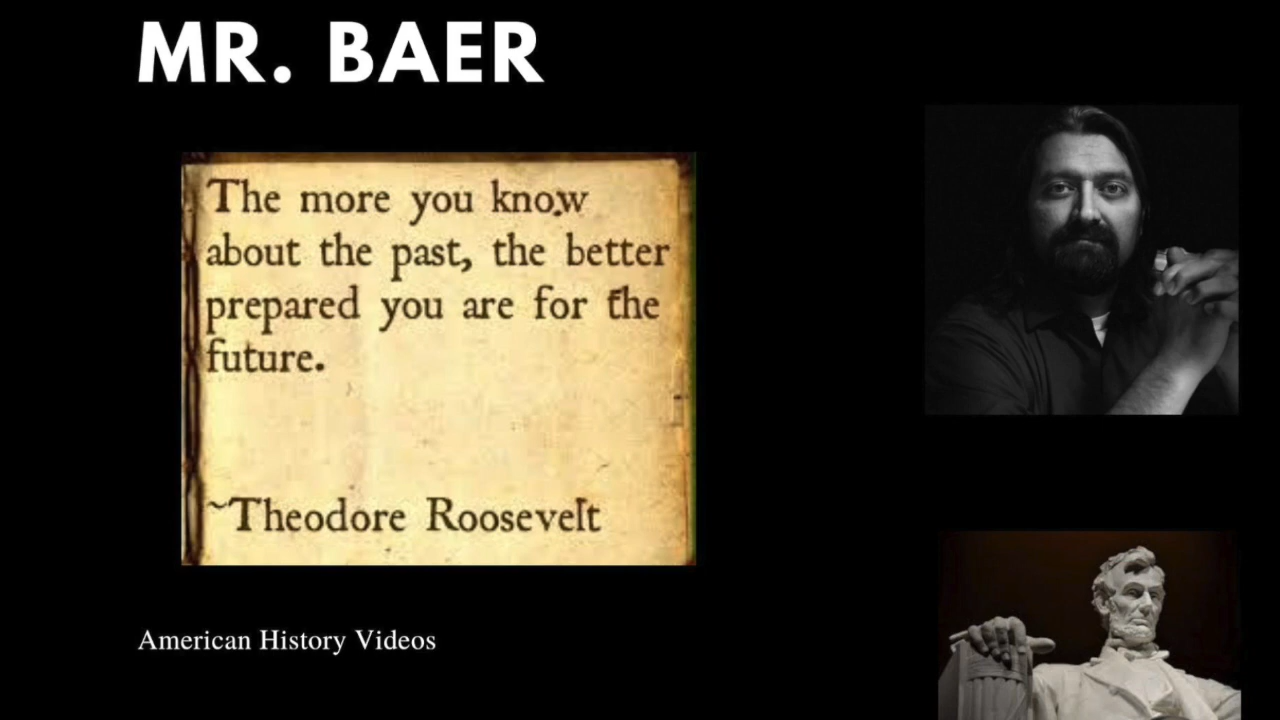 MR. BAER
The more you know
about the past, the better
prepared you are for the
future.
~Theodore Roosevelt
American History Videos